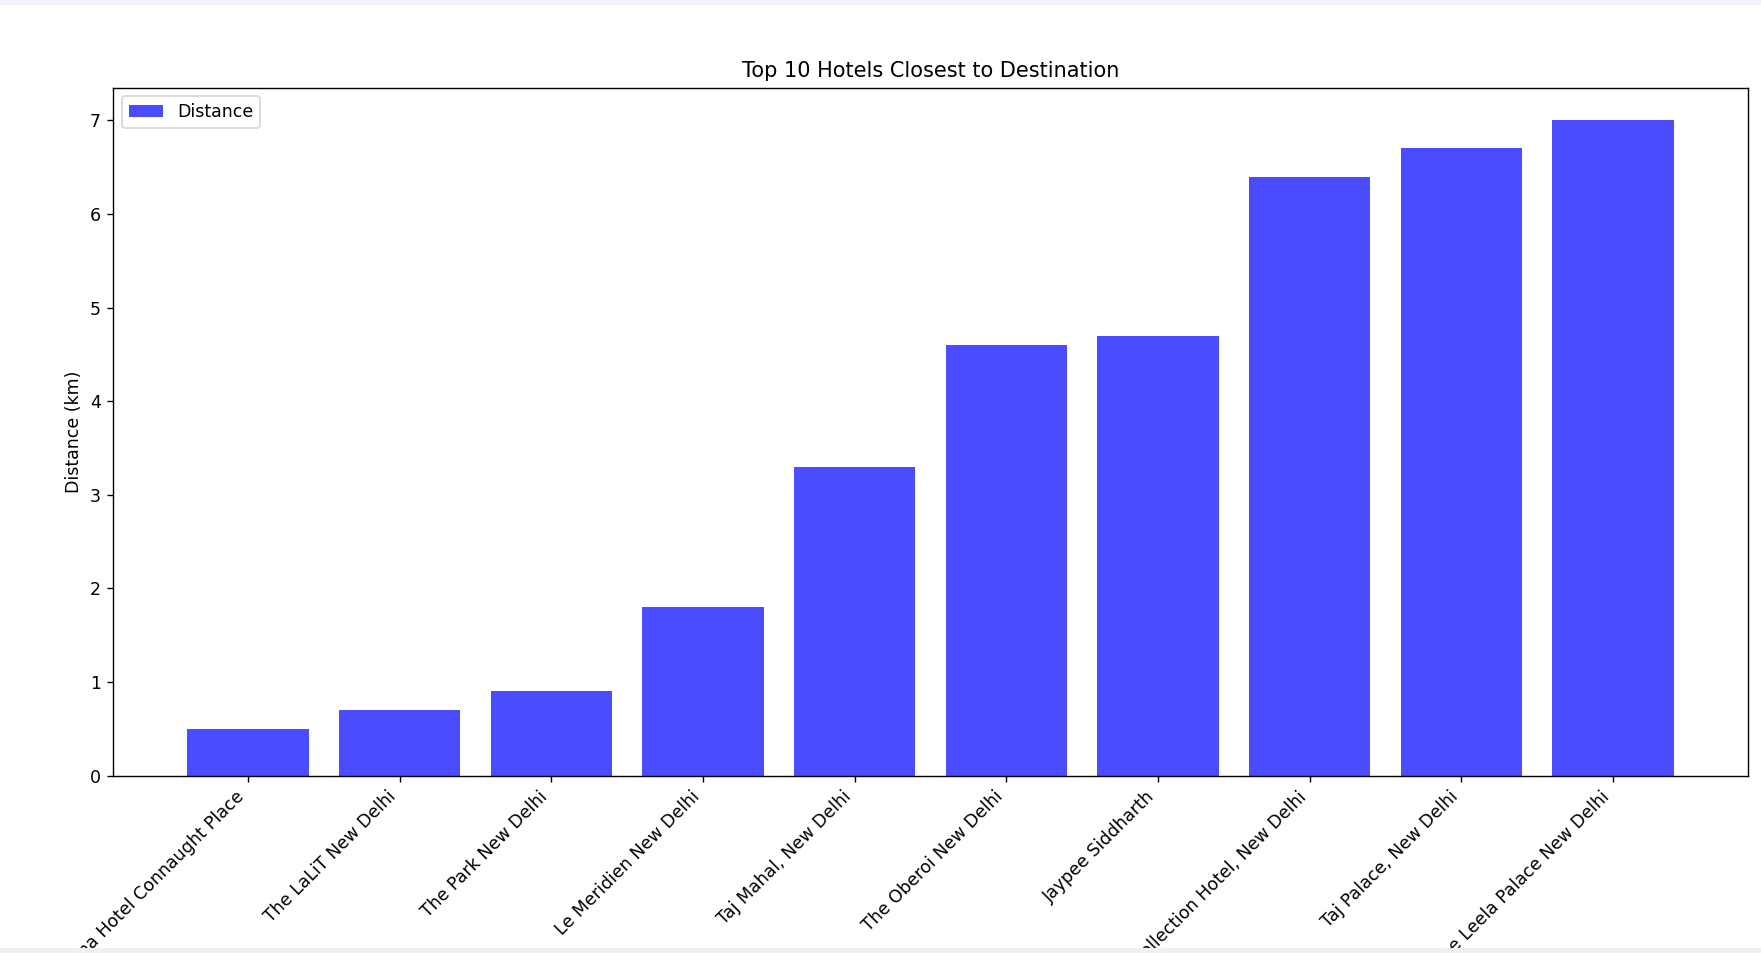 Top 10 Hotels Closest to Destination
Distance
Distance (km)
7
6
5
4
3
2
1
0
Hotel Connaught Place
The LaLiT New Delhi
The Park New Delhi
Le Meridien New Delhi
Taj Mahal, New Delhi
The Oberoi New Delhi
Jaypee Siddharth
Hotel, New Delhi
Taj Palace, New Delhi
Leela Palace New Delhi